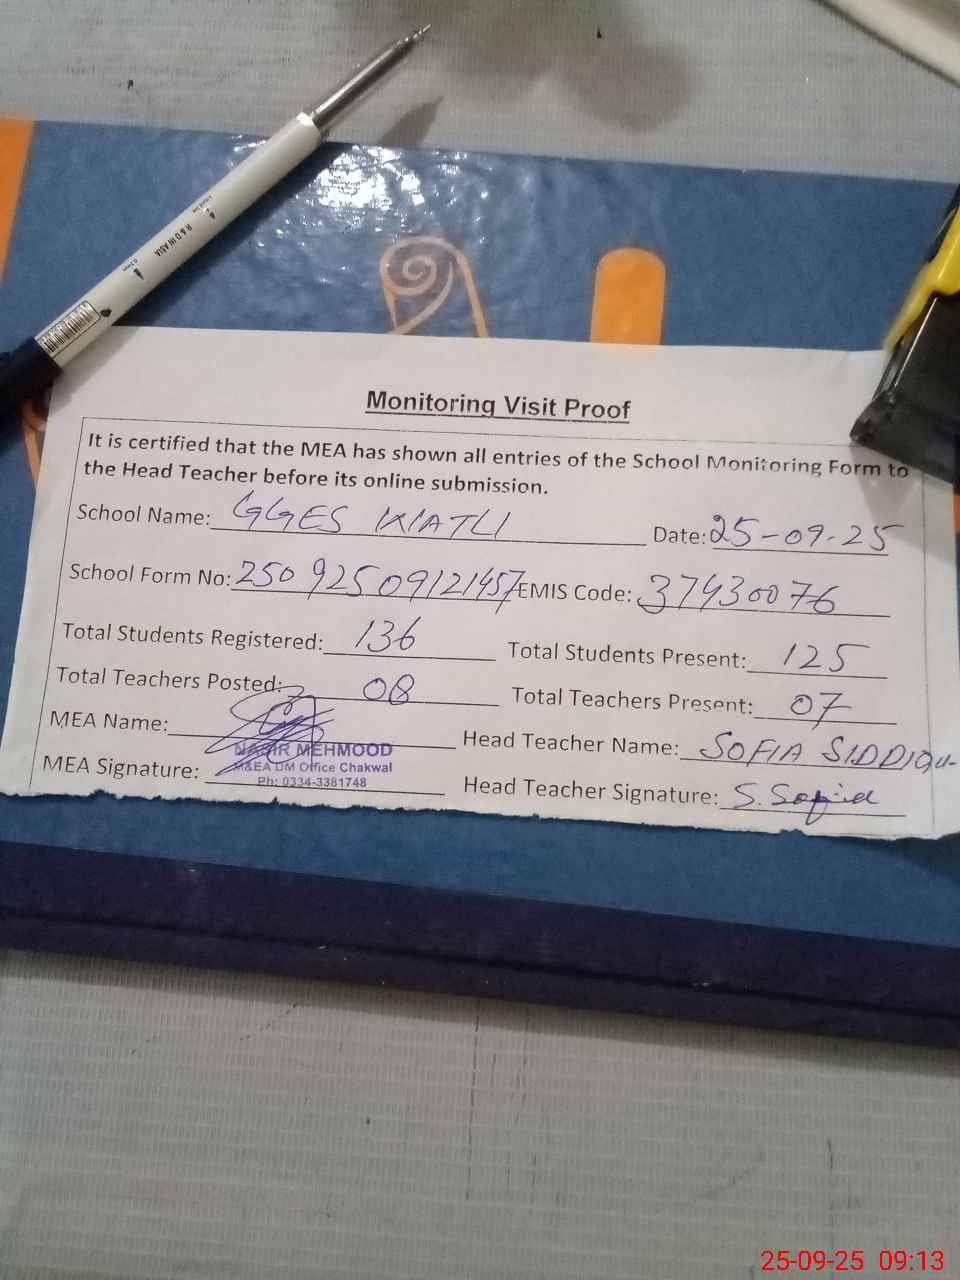 R & D IN ASIA
Monitoring Visit Proof
It is certified that the MEA has shown all entries of the School Monitoring Form to
the Head Teacher before its online submission.
School Name: GGES KIATLI Date: 25-09-25
School Form No: 25092509121457 EMIS Code: 37430076
Total Students Registered: 136 Total Students Present: 125
Total Teachers Posted: 08 Total Teachers Present: 07
MEA Name: Head Teacher Name: SOFIA SIDDIQU
NASIR MEHMOOD
M&EA DM Office Chakwal
Ph: 0334-3381748
MEA Signature: Head Teacher Signature: S. Sofia
25-09-25 09:13